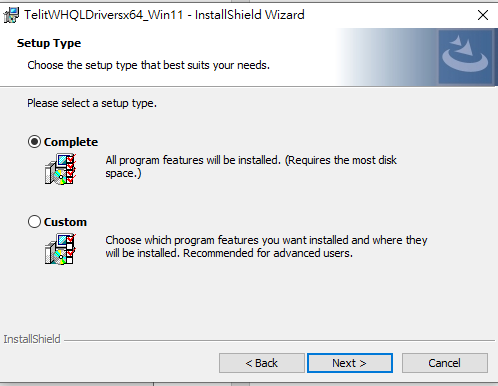 TelitWHQLDriversx64_Win11 - InstallShield Wizard
Setup Type
Choose the setup type that best suits your needs.
Please select a setup type.
Complete
All program features will be installed. (Requires the most disk
space.)
Custom
Choose which program features you want installed and where they
will be installed. Recommended for advanced users.
InstallShield
< Back
Next >
Cancel